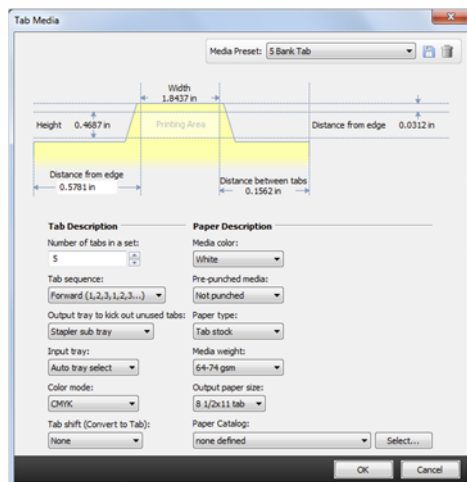 Tab Media
Media Preset: 5 Bank Tab
Width
1.8437 in
Height 0.4687 in
Printing Area
Distance from edge 0.0312 in
Distance from edge
0.5781 in
Distance between tabs
0.1562 in
Tab Description
Number of tabs in a set:
5
Tab sequence:
Forward (1,2,3,1,2,3...)
Output tray to kick out unused tabs:
Stapler sub tray
Input tray:
Auto tray select
Color mode:
CMYK
Tab shift (Convert to Tab):
None
Paper Description
Media color:
White
Pre-punched media:
Not punched
Paper type:
Tab stock
Media weight:
64-74 gsm
Output paper size:
8 1/2x11 tab
Paper Catalog:
none defined
Select...
OK
Cancel